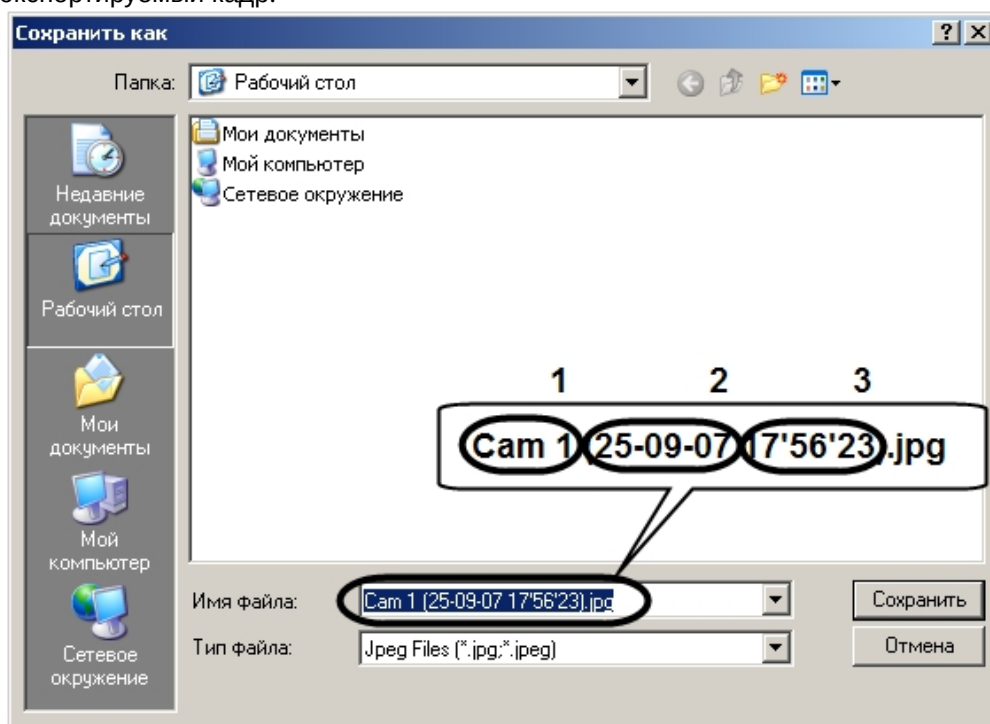 экспортируемый кадр.
Сохранить как
Папка: Рабочий стол
Мои документы
Мой компьютер
Сетевое окружение
Недавние
документы
Рабочий стол
Мои
документы
Мой
компьютер
Сетевое
окружение
1 2 3
Cam 1 (25-09-07 17'56'23).jpg
Имя файла: Cam 1 (25-09-07 17'56'23).jpg Сохранить
Тип файла: Jpeg Files (*.jpg;*.jpeg) Отмена